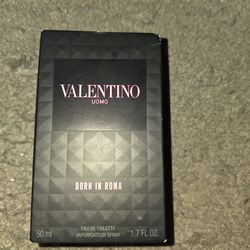 VALENTINO
UOMO
BORN IN ROMA
EAU DE TOILETTE
50 ml VAPORISATEUR SPRAY 1.7 FL. OZ.